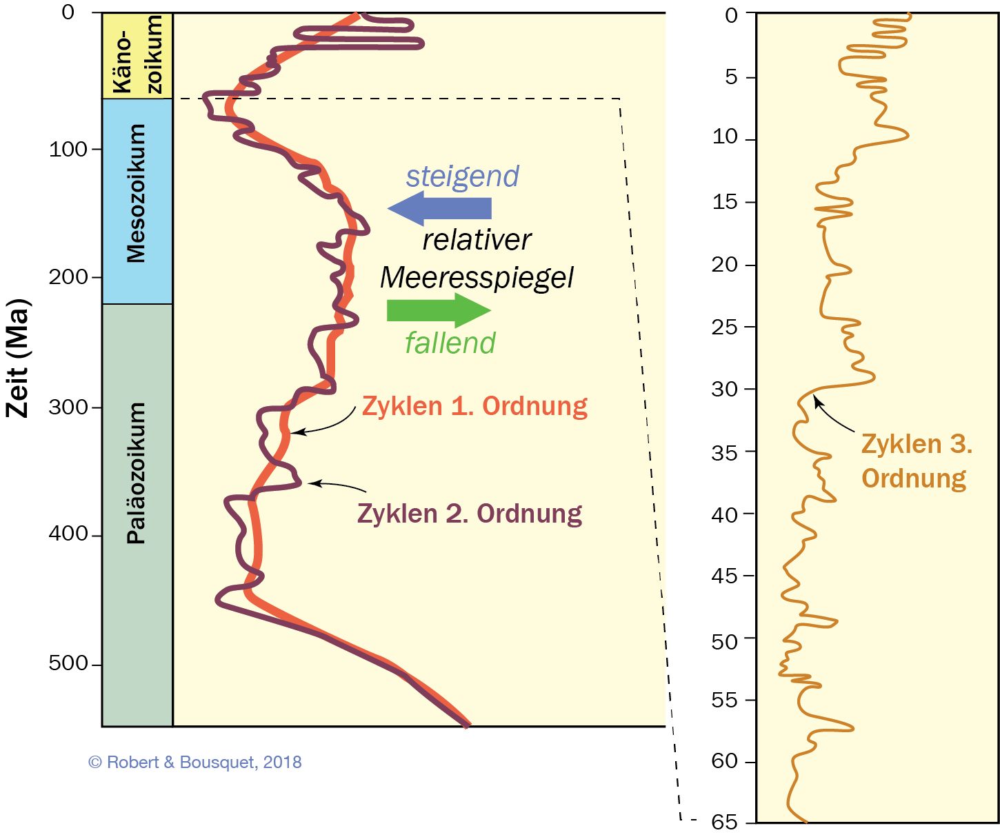 Zeit (Ma)
0
100
200
300
400
500
Käno-
zoikum
Mesozoikum
Paläozoikum
steigend
relativer
Meeresspiegel
fallend
Zyklen 1. Ordnung
Zyklen 2. Ordnung
© Robert & Bousquet, 2018
0
5
10
15
20
25
30
35
40
45
50
55
60
65
Zyklen 3.
Ordnung